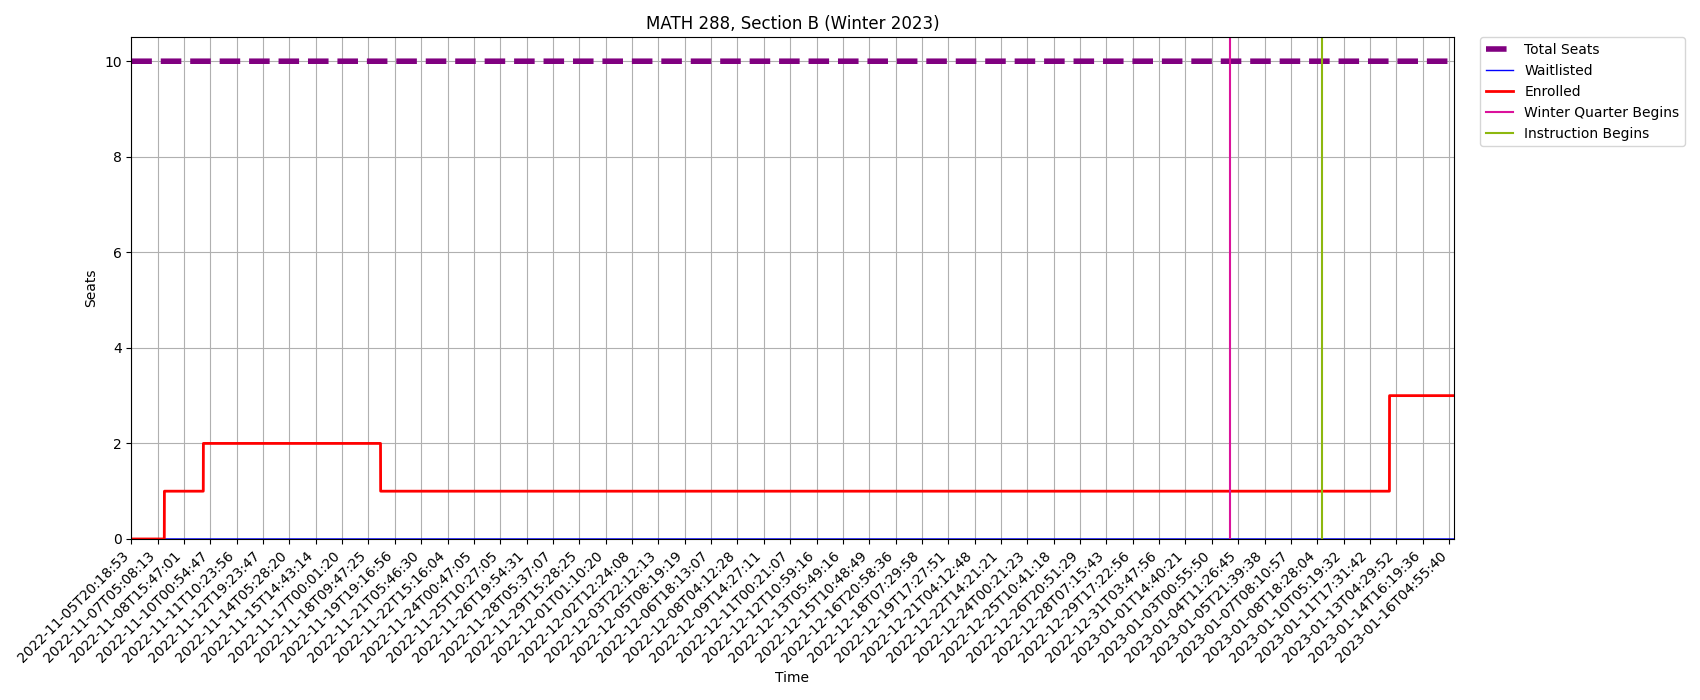 MATH 288, Section B (Winter 2023)
Total Seats
Waitlisted
Enrolled
Winter Quarter Begins
Instruction Begins
10
8
6
4
2
0
Seats
2022-11-05T20:18:53
2022-11-07T05:08:13
2022-11-08T15:47:01
2022-11-10T00:54:47
2022-11-11T10:23:56
2022-11-12T19:23:47
2022-11-14T05:28:20
2022-11-15T14:43:14
2022-11-17T00:01:20
2022-11-18T09:47:25
2022-11-19T19:16:56
2022-11-21T05:46:30
2022-11-22T15:16:04
2022-11-24T00:47:05
2022-11-25T10:27:05
2022-11-26T19:54:31
2022-11-28T05:37:07
2022-11-29T15:28:25
2022-12-01T01:10:20
2022-12-02T12:24:08
2022-12-03T22:12:13
2022-12-05T08:19:19
2022-12-06T18:13:07
2022-12-08T04:12:28
2022-12-09T14:27:11
2022-12-11T00:21:07
2022-12-12T10:59:16
2022-12-13T05:49:16
2022-12-15T10:48:49
2022-12-16T20:58:36
2022-12-18T07:29:58
2022-12-19T17:27:51
2022-12-21T04:12:48
2022-12-22T14:21:21
2022-12-24T00:21:23
2022-12-25T10:41:18
2022-12-26T20:51:29
2022-12-28T07:15:43
2022-12-29T17:22:56
2022-12-31T03:47:56
2023-01-01T14:40:21
2023-01-03T00:55:50
2023-01-04T11:26:45
2023-01-05T21:39:38
2023-01-07T08:10:57
2023-01-08T18:28:04
2023-01-10T05:19:32
2023-01-11T17:31:42
2023-01-13T04:29:52
2023-01-14T16:19:36
2023-01-16T04:55:40
Time